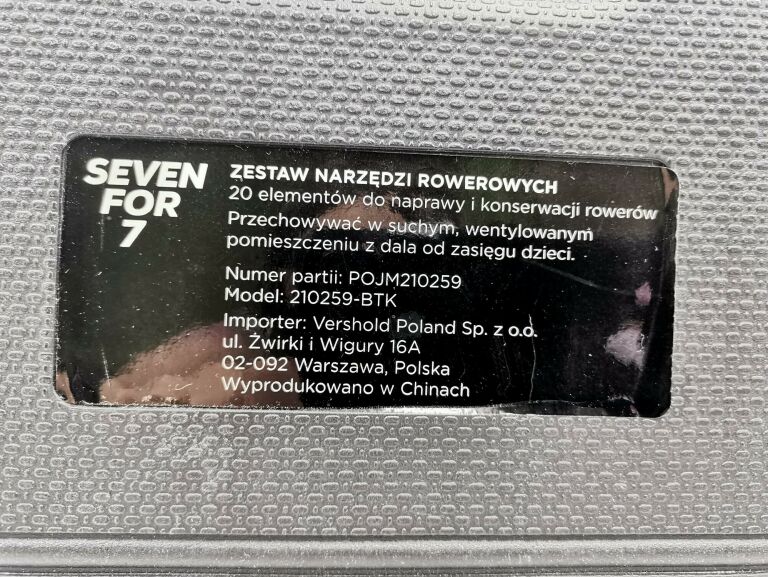 SEVEN
FOR
7
ZESTAW NARZĘDZI ROWEROWYCH
20 elementów do naprawy i konserwacji rowerów
Przechowywać w suchym, wentylowanym
pomieszczeniu z dala od zasięgu dzieci.
Numer partii: POJM210259
Model: 210259-BTK
Importer: Vershold Poland Sp. z o.o.
ul. Żwirki i Wigury 16A
02-092 Warszawa, Polska
Wyprodukowano w Chinach